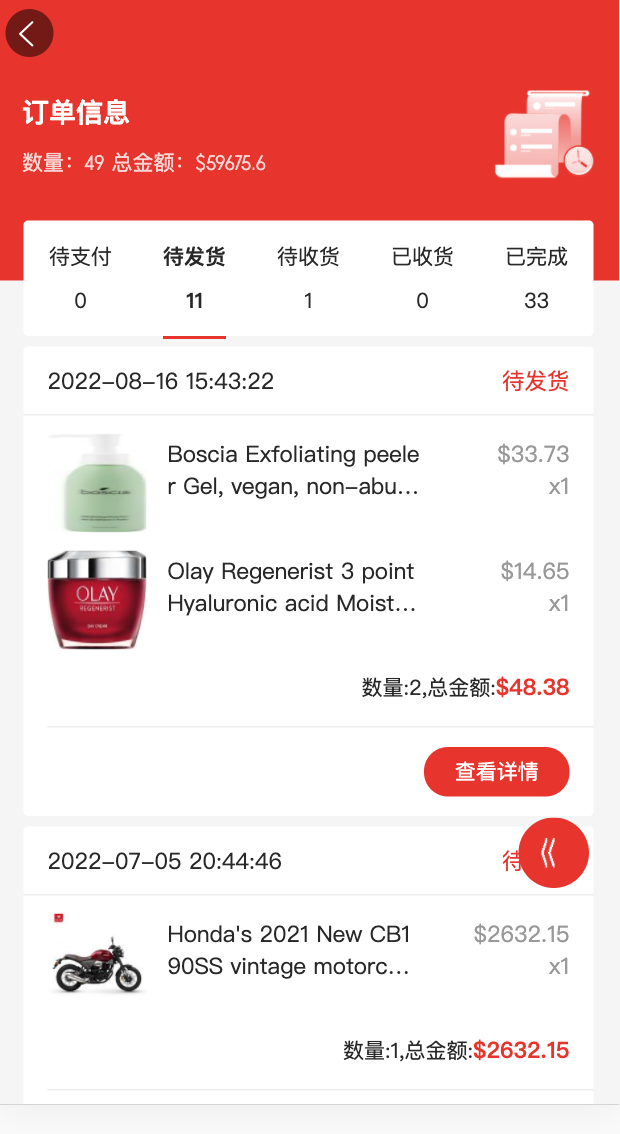 订单信息
数量：49 总金额：$59675.6
待支付 待发货 待收货 已收货 已完成
0 11 1 0 33
2022-08-16 15:43:22 待发货
Boscia Exfoliating peele $33.73
r Gel, vegan, non-abu... x1
OLAY
REGENERIST
Olay Regenerist 3 point $14.65
Hyaluronic acid Moist... x1
数量:2,总金额:$48.38
查看详情
2022-07-05 20:44:46 待
Honda's 2021 New CB1 $2632.15
90SS vintage motorc... x1
数量:1,总金额:$2632.15